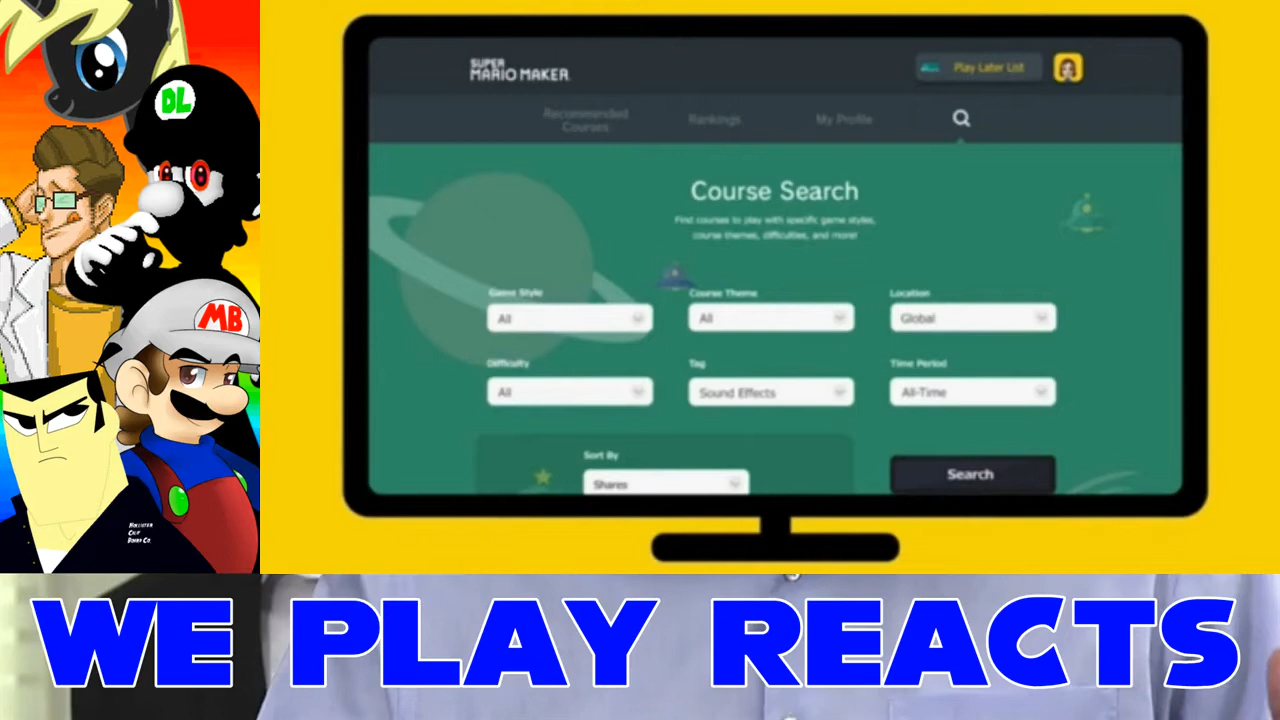 DL
MB
HOLLISTER
CALIF
SUPER
MARIO MAKER
Play Later List
Recommended
Courses
Rankings
My Profile
Course Search
Find courses to play with specific game styles,
course themes, difficulties, and more!
Game Style
Course Theme
Location
All
All
Global
Difficulty
Tag
Time Period
All
Sound Effects
All-Time
Sort By
Shares
Search
WE PLAY REACTS